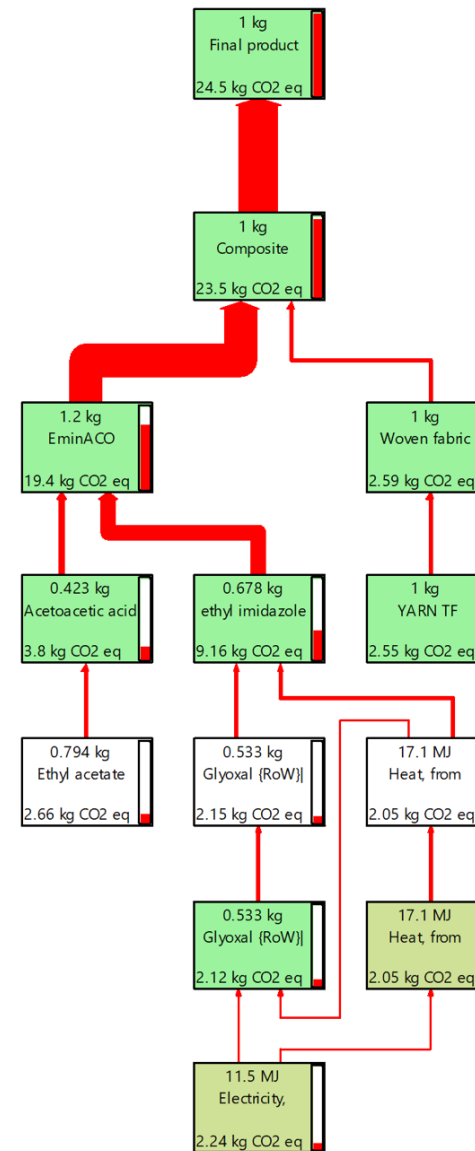 1 kg
Final product
24.5 kg CO2 eq
1 kg
Composite
23.5 kg CO2 eq
1.2 kg
EminACO
19.4 kg CO2 eq
1 kg
Woven fabric
2.59 kg CO2 eq
0.423 kg
Acetoacetic acid
3.8 kg CO2 eq
0.678 kg
ethyl imidazole
9.16 kg CO2 eq
1 kg
YARN TF
2.55 kg CO2 eq
0.794 kg
Ethyl acetate
2.66 kg CO2 eq
0.533 kg
Glyoxal {RoW}|
2.15 kg CO2 eq
17.1 MJ
Heat, from
2.05 kg CO2 eq
0.533 kg
Glyoxal {RoW}|
2.12 kg CO2 eq
17.1 MJ
Heat, from
2.05 kg CO2 eq
11.5 MJ
Electricity,
2.24 kg CO2 eq